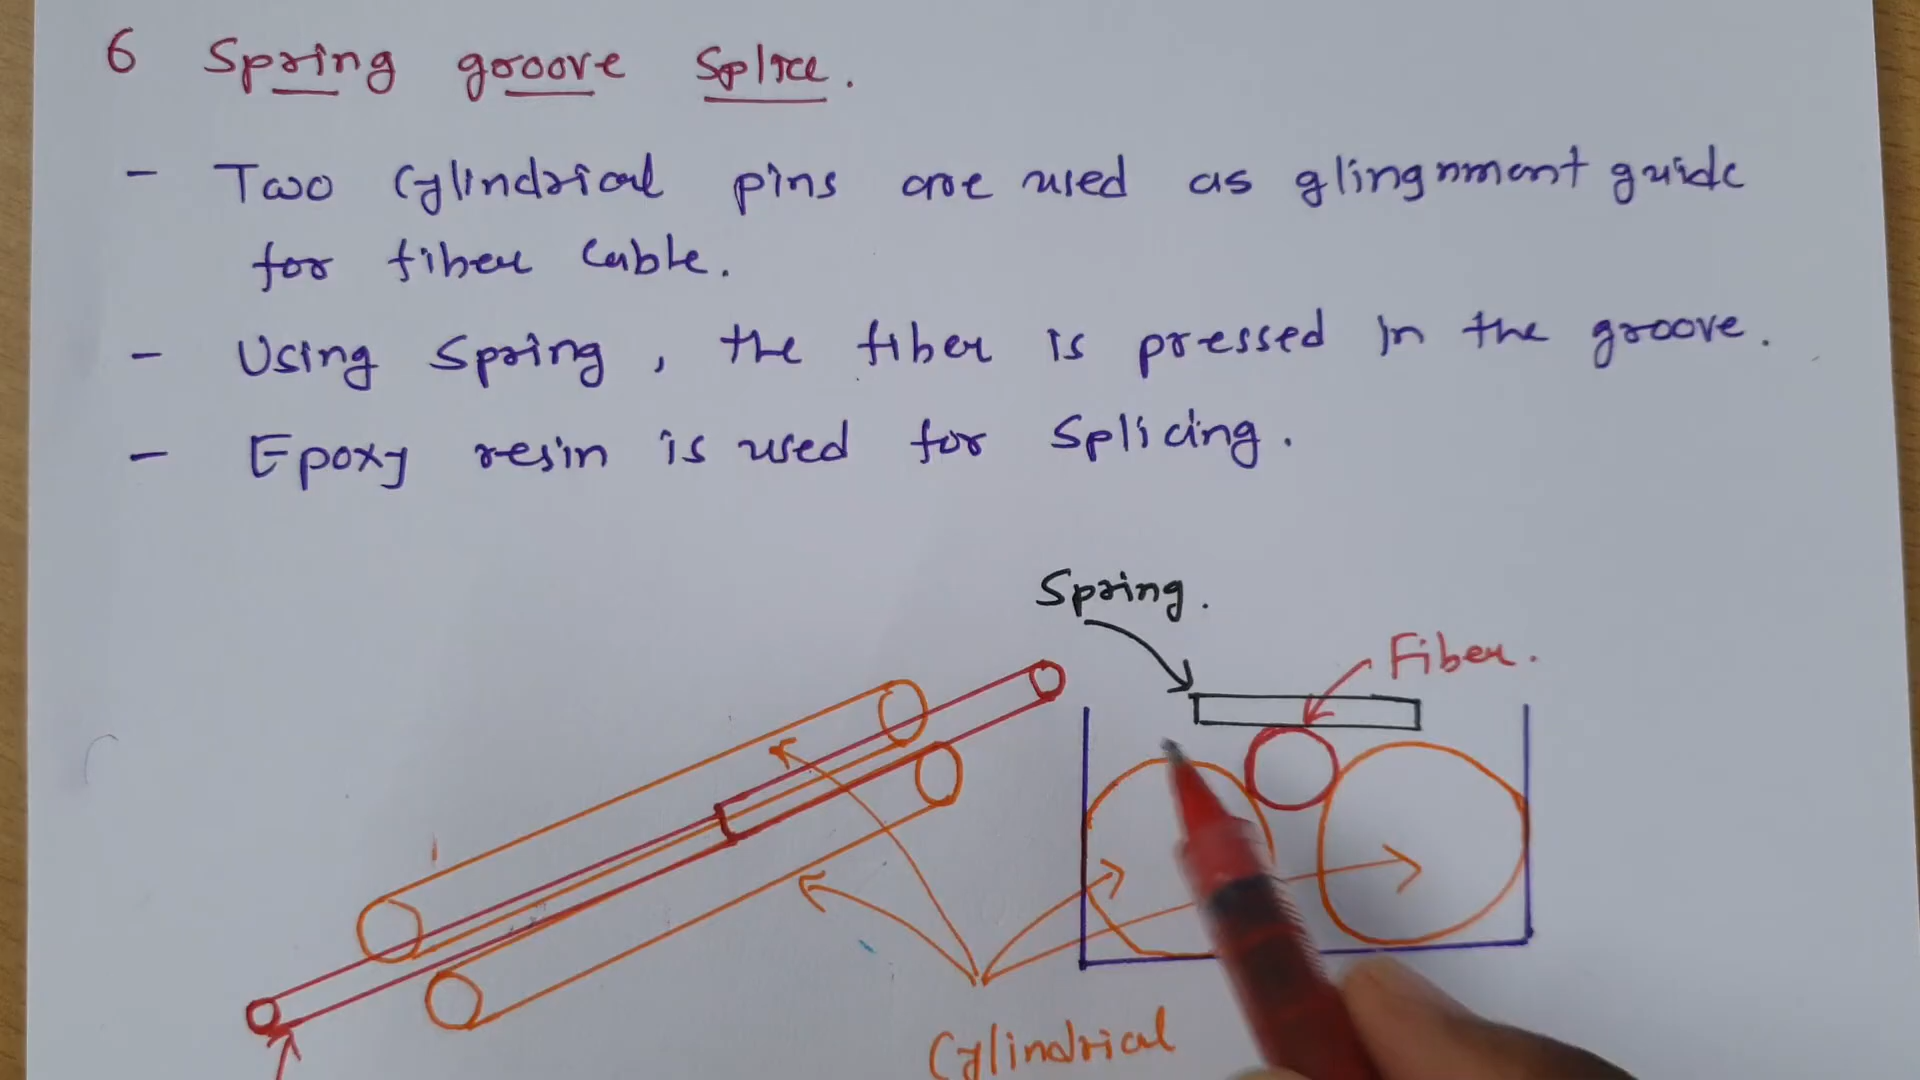 6 Spring groove Splice.
- Two Cylindrical pins are used as glingnment guide
for fiber Cable.
- Using Spring, the fiber is pressed in the groove.
- Epoxy resin is used for Splicing.
Spring.
Fiber.
Cylindrical